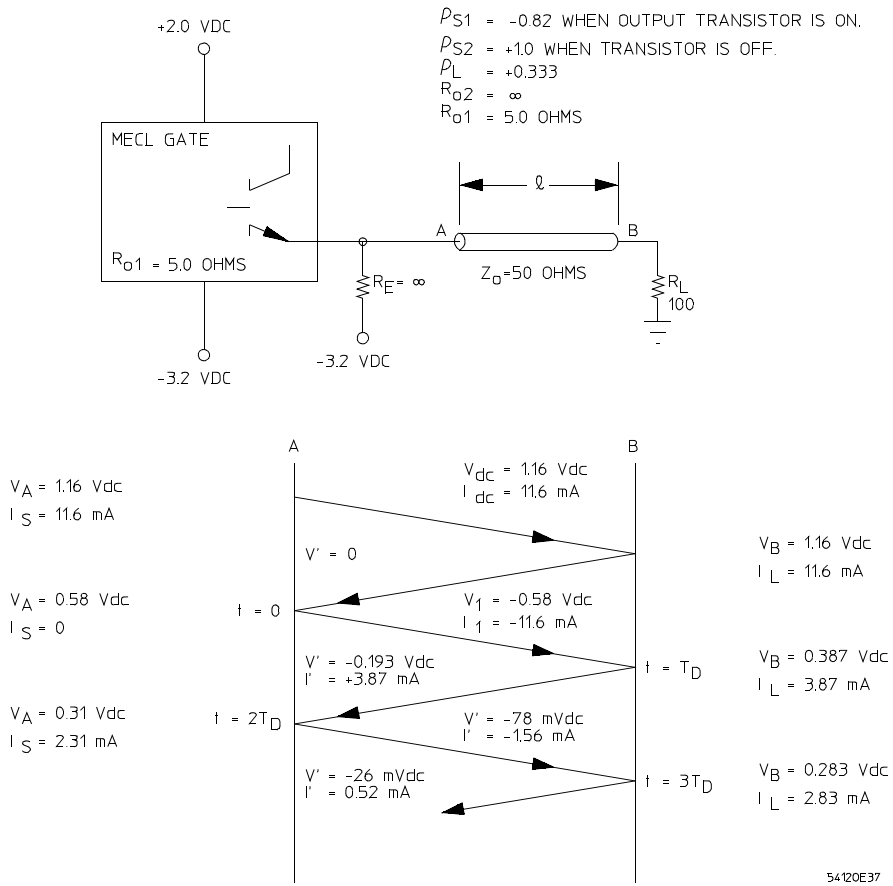 ρS1 = -0.82 WHEN OUTPUT TRANSISTOR IS ON.
ρS2 = +1.0 WHEN TRANSISTOR IS OFF.
ρL = +0.333
Ro2 = ∞
Ro1 = 5.0 OHMS
+2.0 VDC
MECL GATE
Ro1 = 5.0 OHMS
-3.2 VDC
RE = ∞
-3.2 VDC
A
ℓ
B
Zo=50 OHMS
RL
100
A
B
VA = 1.16 Vdc
IS = 11.6 mA
Vdc = 1.16 Vdc
Idc = 11.6 mA
V' = 0
VB = 1.16 Vdc
IL = 11.6 mA
VA = 0.58 Vdc
IS = 0
t = 0
V1 = -0.58 Vdc
I1 = -11.6 mA
V' = -0.193 Vdc
I' = +3.87 mA
t = TD
VB = 0.387 Vdc
IL = 3.87 mA
VA = 0.31 Vdc
IS = 2.31 mA
t = 2TD
V' = -78 mVdc
I' = -1.56 mA
V' = -26 mVdc
I' = 0.52 mA
t = 3TD
VB = 0.283 Vdc
IL = 2.83 mA
54120E37